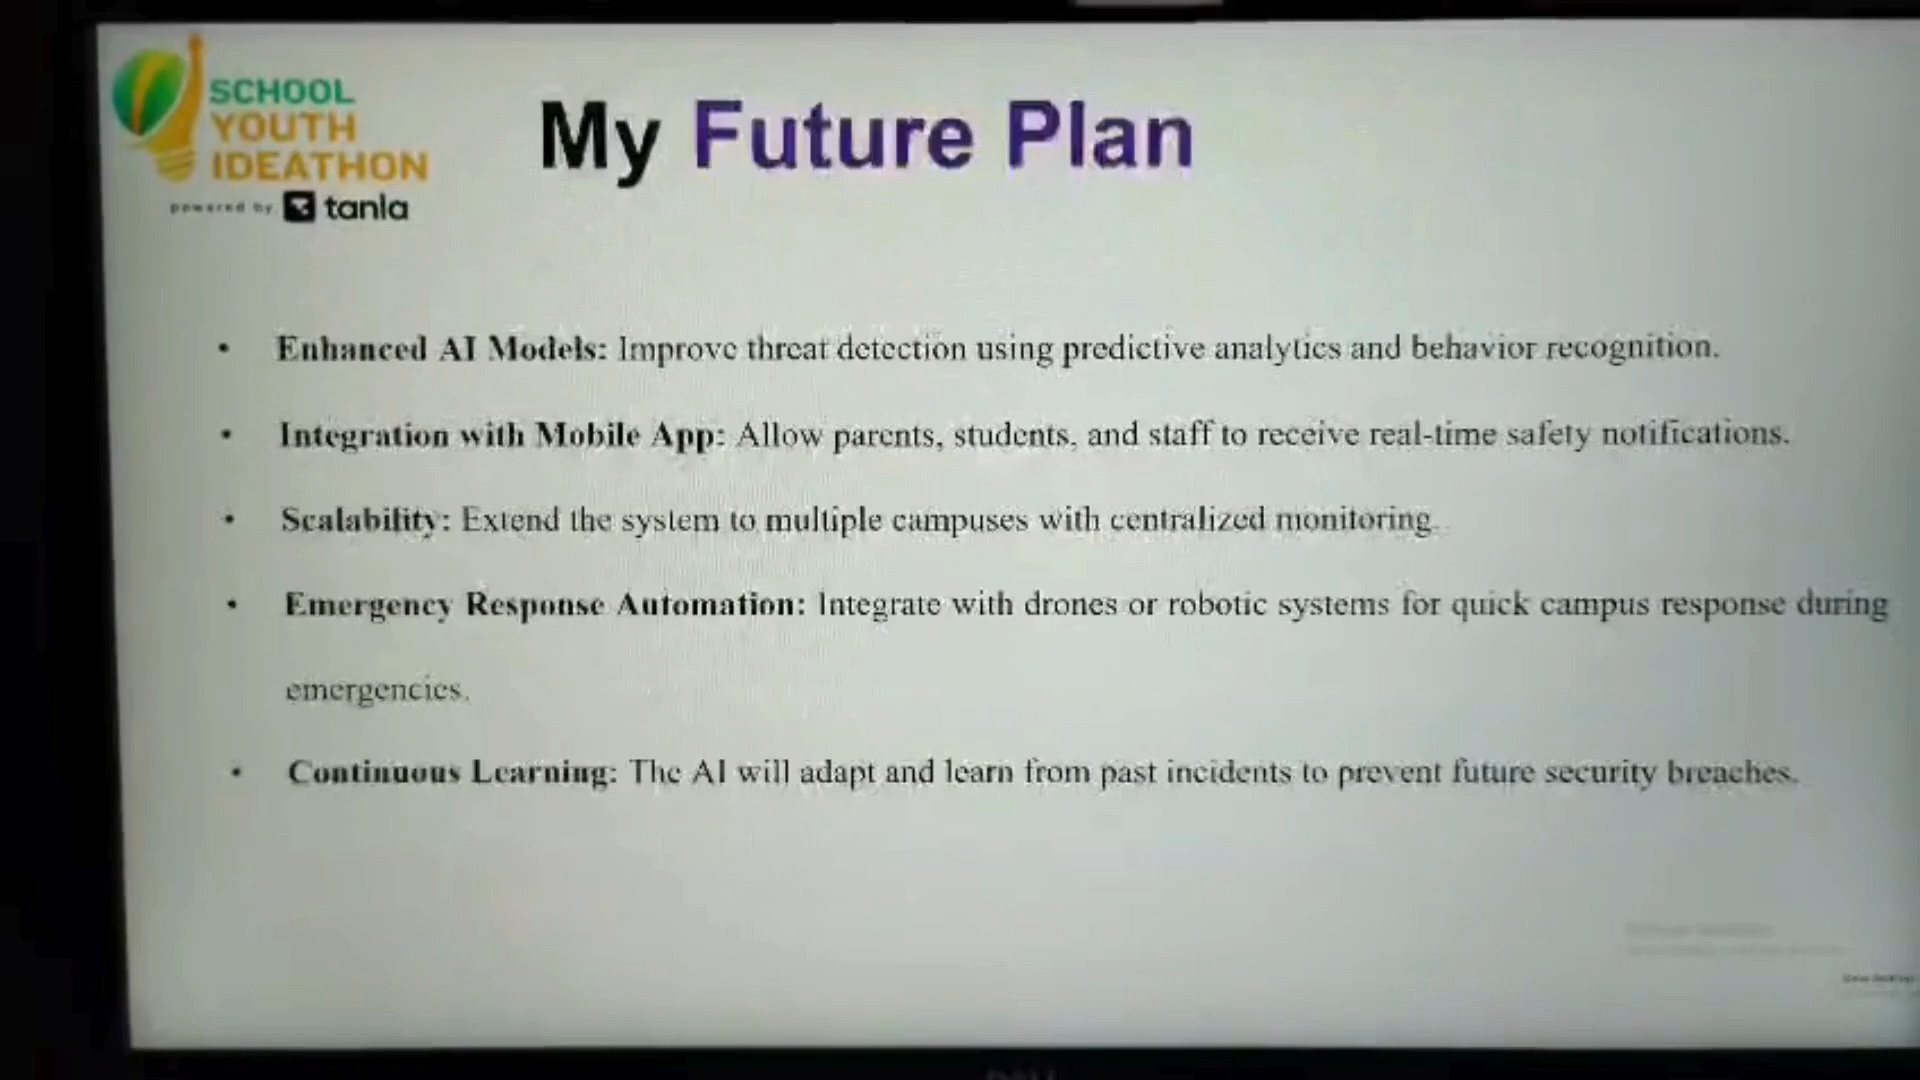 SCHOOL
YOUTH
IDEATHON
powered by tanla
My Future Plan
• Enhanced AI Models: Improve threat detection using predictive analytics and behavior recognition.
• Integration with Mobile App: Allow parents, students, and staff to receive real-time safety notifications.
• Scalability: Extend the system to multiple campuses with centralized monitoring.
• Emergency Response Automation: Integrate with drones or robotic systems for quick campus response during
emergencies.
• Continuous Learning: The AI will adapt and learn from past incidents to prevent future security breaches.